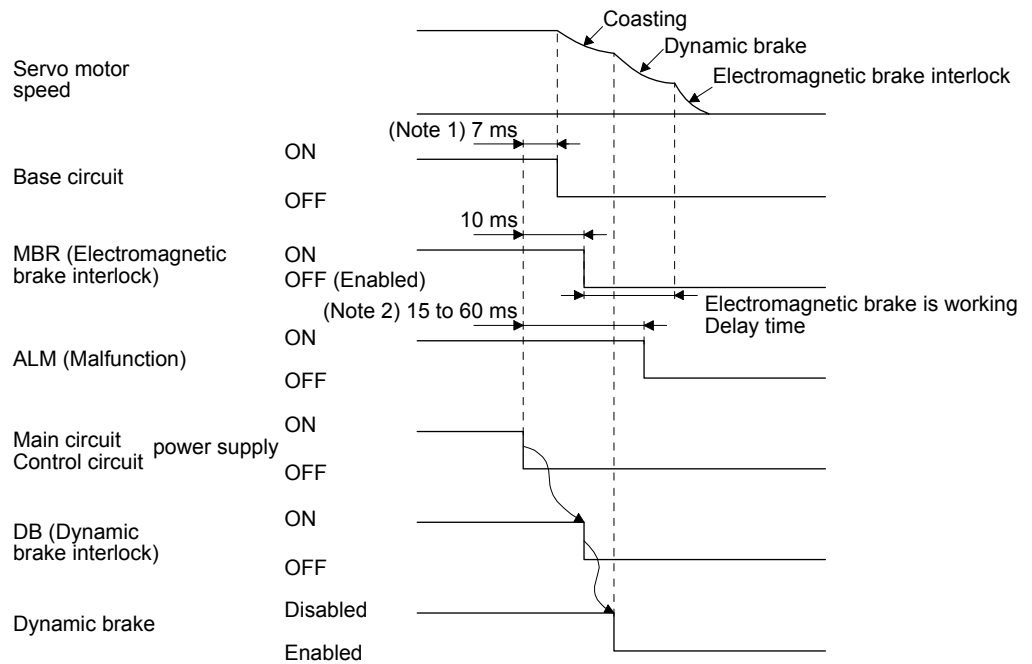 Coasting
Dynamic brake
Electromagnetic brake interlock
Servo motor
speed
(Note 1) 7 ms
ON
Base circuit
OFF
10 ms
MBR (Electromagnetic
brake interlock)
ON
OFF (Enabled)
Electromagnetic brake is working
Delay time
(Note 2) 15 to 60 ms
ON
ALM (Malfunction)
OFF
ON
Main circuit
Control circuit
power supply
OFF
ON
DB (Dynamic
brake interlock)
OFF
Disabled
Dynamic brake
Enabled